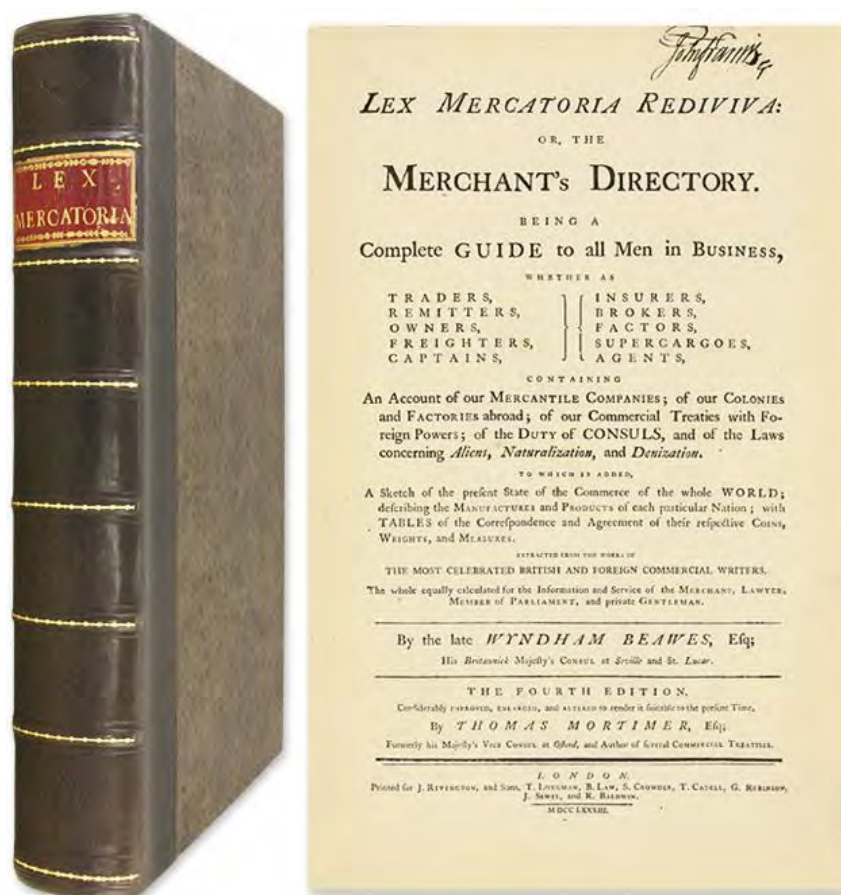 LEX
MERCATORIA
LEX MERCATORIA REDIVIVA:
OR, THE
MERCHANT's DIRECTORY.
BEING A
Complete GUIDE to all Men in BUSINESS,
WHETHER AS
TRADERS, INSURERS,
REMITTERS, BROKERS,
OWNERS, FACTORS,
FREIGHTERS, SUPERCARGOES,
CAPTAINS, AGENTS,
CONTAINING
An Account of our MERCANTILE COMPANIES; of our COLONIES
and FACTORIES abroad; of our Commercial Treaties with Fo-
reign Powers; of the DUTY of CONSULS, and of the Laws
concerning Aliens, Naturalization, and Denization.
TO WHICH IS ADDED,
A Sketch of the preſent State of the Commerce of the whole WORLD;
deſcribing the MANUFACTURES and PRODUCTS of each particular Nation; with
TABLES of the Correſpondence and Agreement of their reſpective COINS,
WEIGHTS, and MEASURES.
EXTRACTED FROM THE WORKS OF
THE MOST CELEBRATED BRITISH AND FOREIGN COMMERCIAL WRITERS.
The whole equally calculated for the Information and Service of the MERCHANT, LAWYER,
MEMBER of PARLIAMENT, and private GENTLEMAN.
By the late WYNDHAM BEAWES, Eſq;
His Britannick Majeſty's CONSUL at Seville and St. Lucar.
THE FOURTH EDITION,
Conſiderably IMPROVED, ENLARGED, and ALTERED to render it ſuitable to the preſent Time,
By THOMAS MORTIMER, Eſq;
Formerly his Majeſty's VICE CONSUL at Oſtend, and Author of ſeveral COMMERCIAL TREATISES.
LONDON.
Printed for J. RIVINGTON, and Sons, T. LONGMAN, B. LAW, S. CROWDER, T. CADELL, G. ROBINSON,
J. SEWEL, and R. BALDWIN.
MDCC LXXXIII.